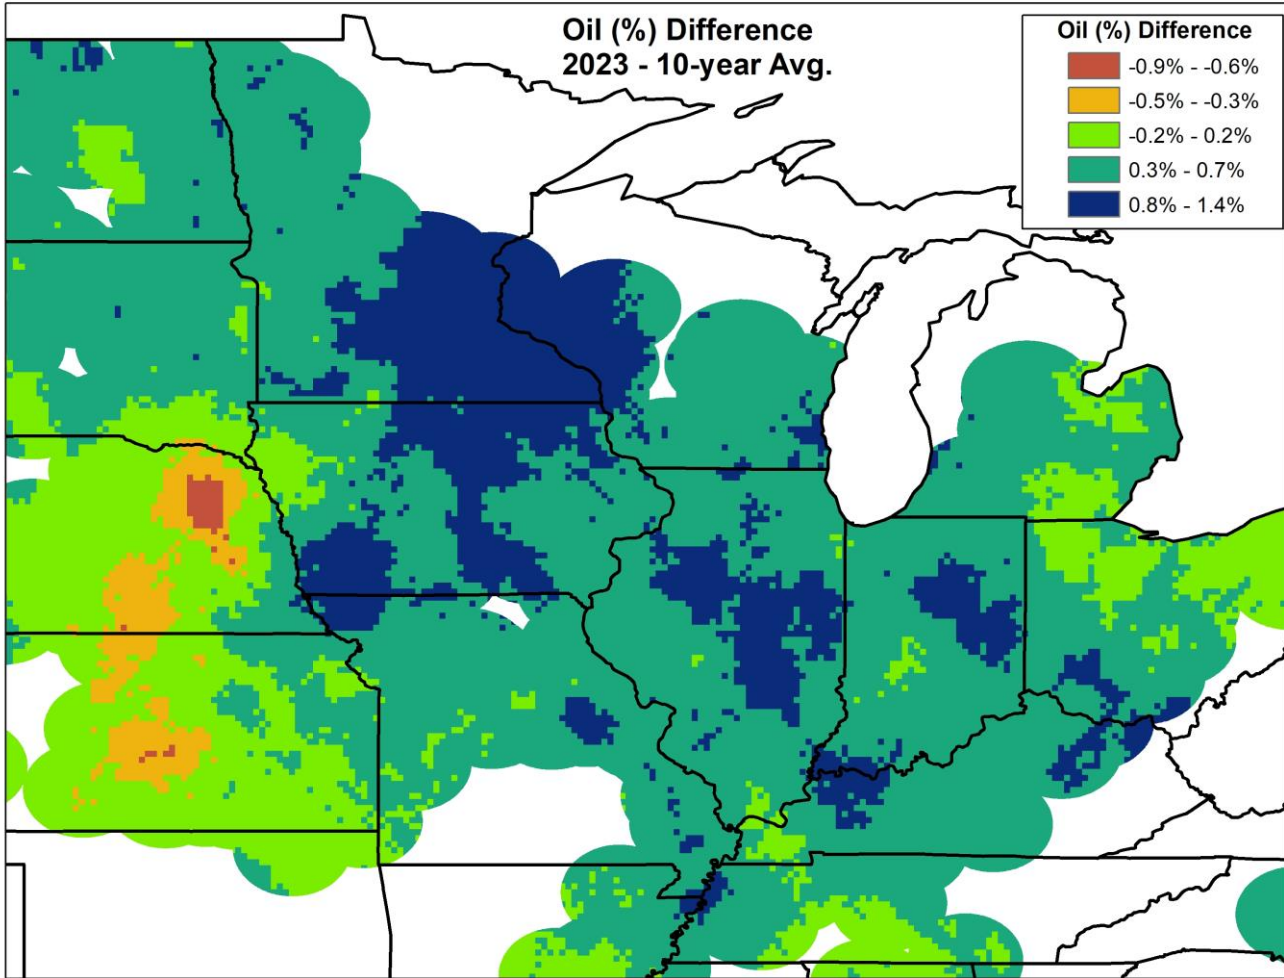 Oil (%) Difference
2023 - 10-year Avg.
Oil (%) Difference
-0.9% - -0.6%
-0.5% - -0.3%
-0.2% - 0.2%
0.3% - 0.7%
0.8% - 1.4%